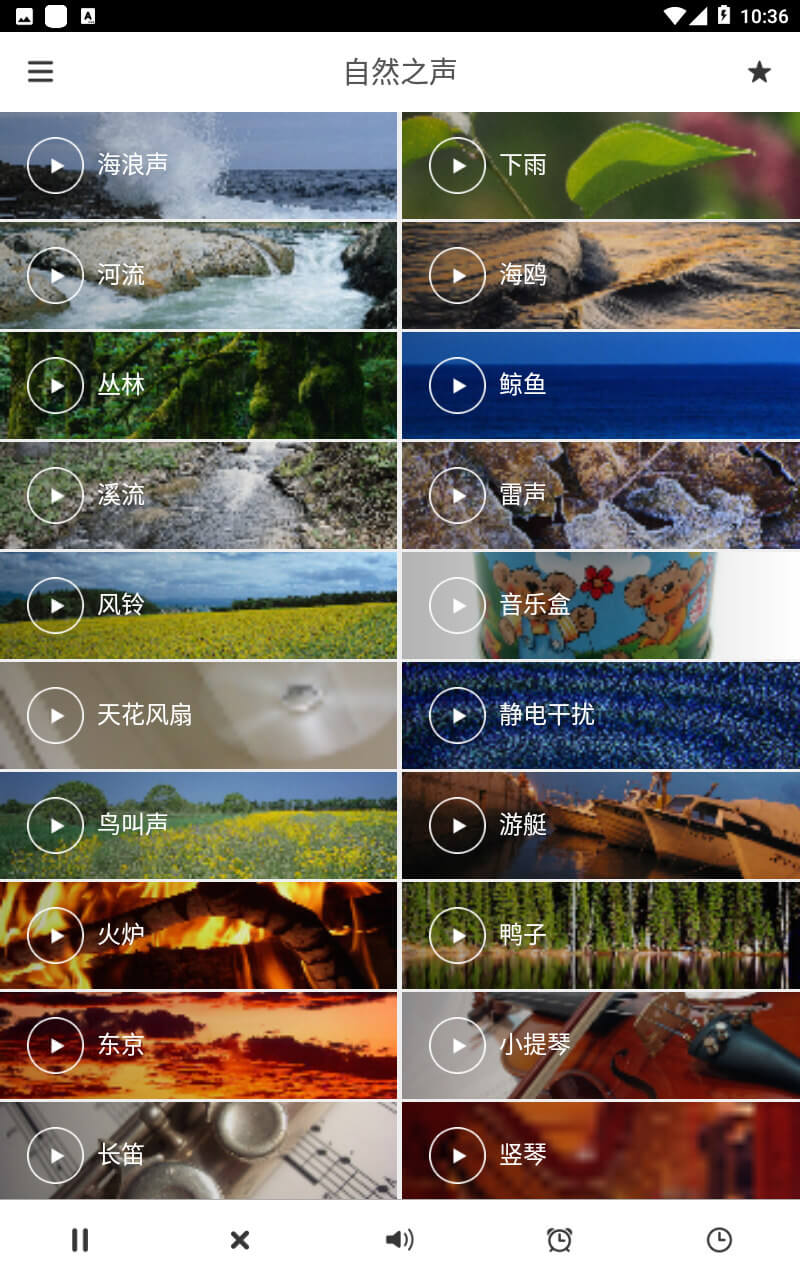 10:36
自然之声
海浪声
下雨
河流
海鸥
丛林
鲸鱼
溪流
雷声
风铃
音乐盒
天花风扇
静电干扰
鸟叫声
游艇
火炉
鸭子
东京
小提琴
长笛
竖琴